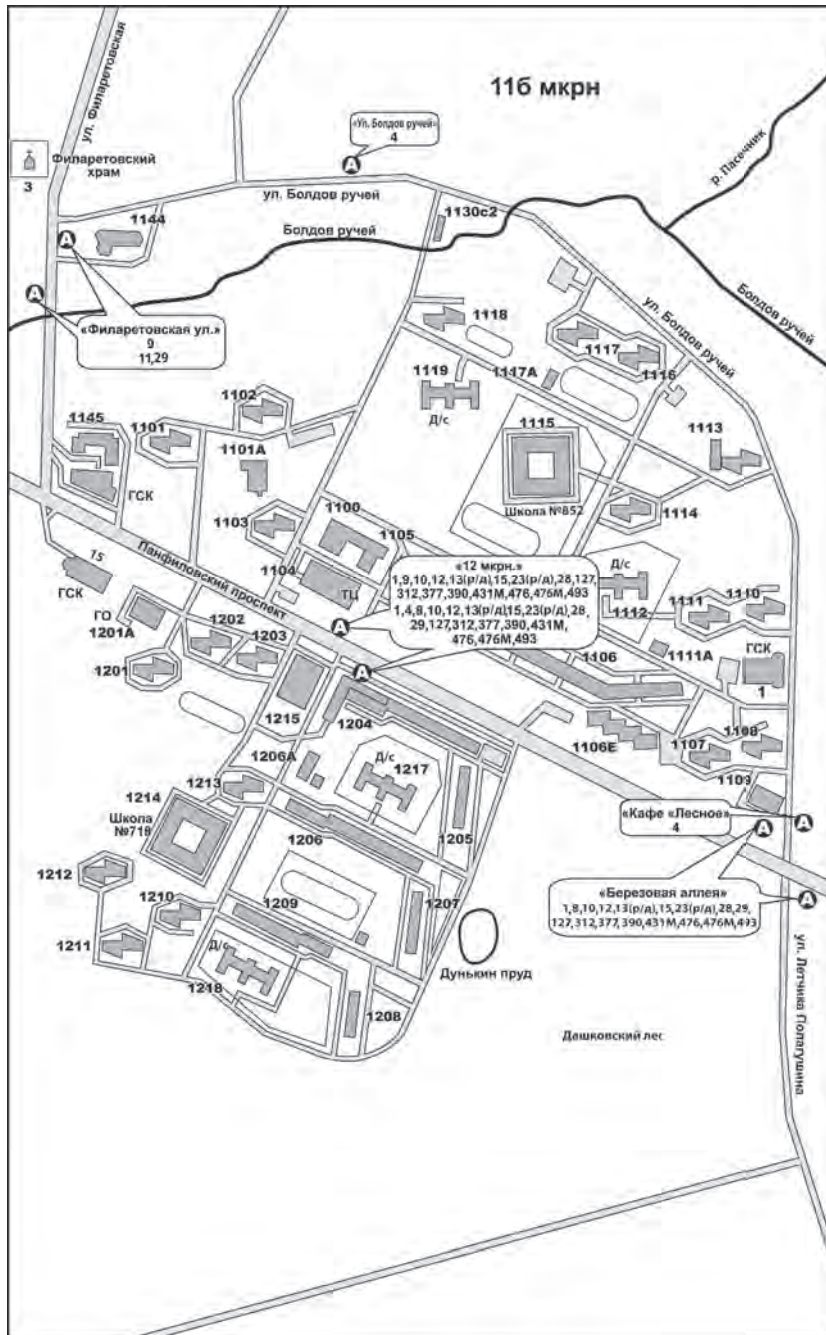 ул. Филаретовская
11б мкрн
«Ул. Болдов ручей»
4
р. Пасечник
Филаретовский
храм
3
ул. Болдов ручей
1130с2
1144
Болдов ручей
Болдов ручей
ул. Болдов ручей
«Филаретовская ул.»
9
11,29
1118
1117
1116
1117А
1119
Д/с
1102
1145
1101
1101А
1115
1113
ГСК
Школа №852
1114
1103
1100
1105
15
ГСК
Панфиловский проспект
1104
ТЦ
«12 мкрн.»
1,9,10,12,13(р/д),15,23(р/д),28,127,
312,377,390,431М,476,476М,493
1,4,8,10,12,13(р/д),15,23(р/д),28,
29,127,312,377,390,431М,
476,476М,493
Д/с
1112
1111
1110
ГО
1201А
1202
1203
1201
1106
1111А
ГСК
1
1215
1204
1106Е
1107
1108
1109
1206А
Д/с
1217
1213
1214
Школа
№718
1206
1205
«Кафе «Лесное»
4
1212
1210
1209
1207
«Березовая аллея»
1,8,10,12,13(р/д),15,23(р/д),28,29,
127,312,377,390,431М,476,476М,493
1211
Д/с
1218
1208
Дунькин пруд
Дашковский лес
ул. Летчика Полагушина